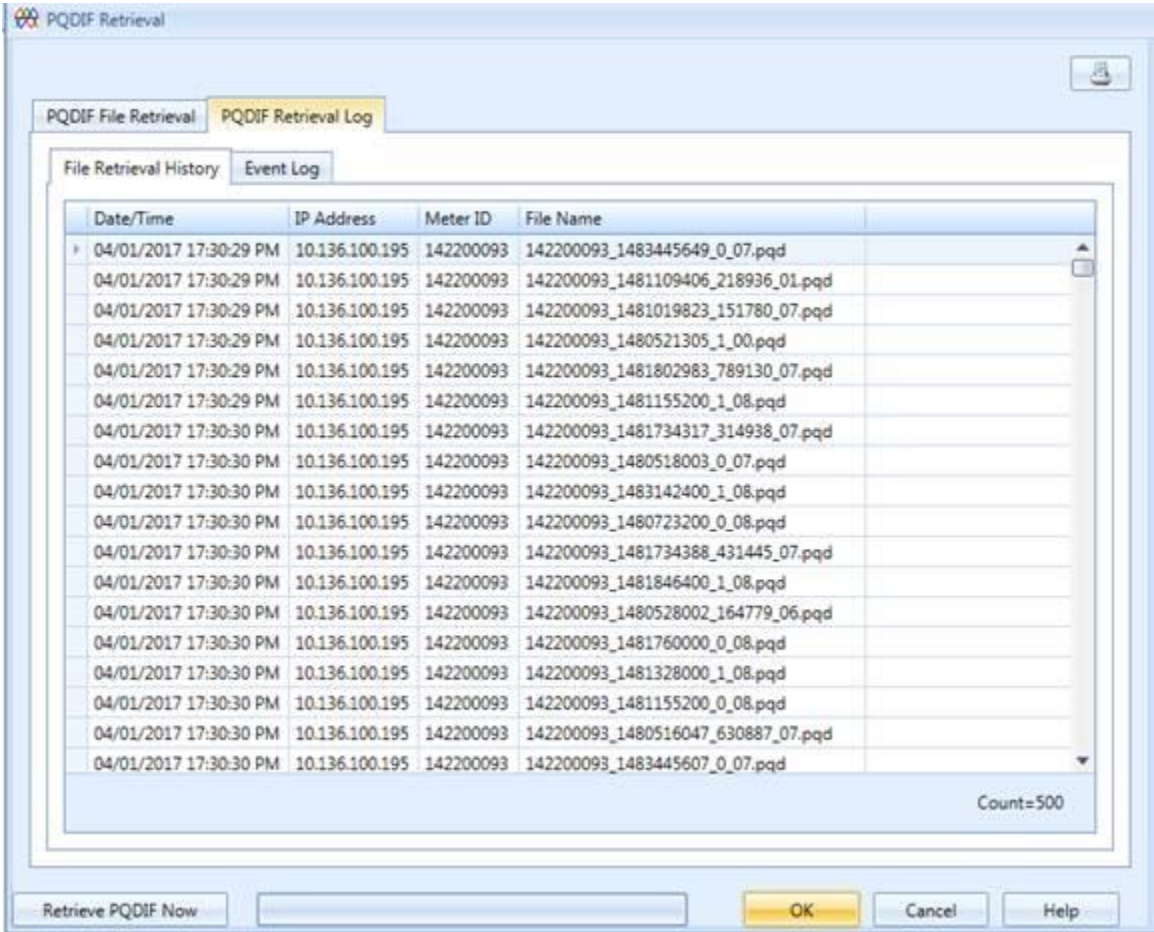 PQDIF Retrieval
PQDIF File Retrieval PQDIF Retrieval Log
File Retrieval History Event Log
Date/Time IP Address Meter ID File Name
04/01/2017 17:30:29 PM 10.136.100.195 142200093 142200093_1483445649_0_07.pqd
04/01/2017 17:30:29 PM 10.136.100.195 142200093 142200093_1481109406_218936_01.pqd
04/01/2017 17:30:29 PM 10.136.100.195 142200093 142200093_1481019823_151780_07.pqd
04/01/2017 17:30:29 PM 10.136.100.195 142200093 142200093_1480521305_1_00.pqd
04/01/2017 17:30:29 PM 10.136.100.195 142200093 142200093_1481802983_789130_07.pqd
04/01/2017 17:30:29 PM 10.136.100.195 142200093 142200093_1481155200_1_08.pqd
04/01/2017 17:30:30 PM 10.136.100.195 142200093 142200093_1481734317_314938_07.pqd
04/01/2017 17:30:30 PM 10.136.100.195 142200093 142200093_1480518003_0_07.pqd
04/01/2017 17:30:30 PM 10.136.100.195 142200093 142200093_1483142400_1_08.pqd
04/01/2017 17:30:30 PM 10.136.100.195 142200093 142200093_1480723200_0_08.pqd
04/01/2017 17:30:30 PM 10.136.100.195 142200093 142200093_1481734388_431445_07.pqd
04/01/2017 17:30:30 PM 10.136.100.195 142200093 142200093_1481846400_1_08.pqd
04/01/2017 17:30:30 PM 10.136.100.195 142200093 142200093_1480528002_164779_06.pqd
04/01/2017 17:30:30 PM 10.136.100.195 142200093 142200093_1481760000_0_08.pqd
04/01/2017 17:30:30 PM 10.136.100.195 142200093 142200093_1481328000_1_08.pqd
04/01/2017 17:30:30 PM 10.136.100.195 142200093 142200093_1481155200_0_08.pqd
04/01/2017 17:30:30 PM 10.136.100.195 142200093 142200093_1480516047_630887_07.pqd
04/01/2017 17:30:30 PM 10.136.100.195 142200093 142200093_1483445607_0_07.pqd
Count=500
Retrieve PQDIF Now OK Cancel Help